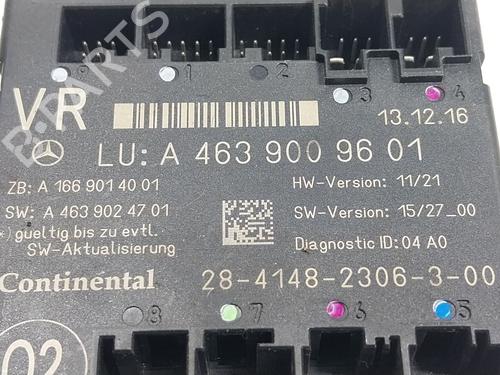 9 1 2 3 4
VR
13.12.16
LU: A 463 900 96 01
ZB: A 166 901 40 01
HW-Version: 11/21
SW: A 463 902 47 01
SW-Version: 15/27_00
*) gueltig bis zu evtl.
SW-Aktualisierung
Diagnostic ID: 04 A0
Continental
28-4148-2306-3-00
8 7 6 5
02
B-PARTS